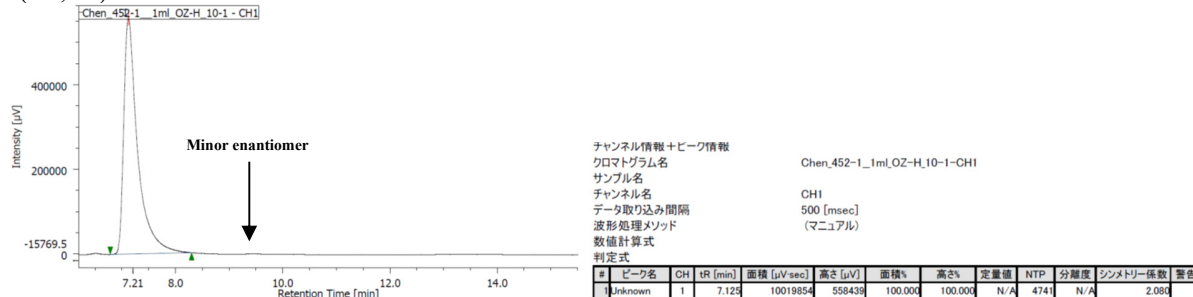 Chen_452-1__1ml_OZ-H_10-1 - CH1
Intensity [µV]
400000
200000
-15769.5
0
Minor enantiomer
7.21 8.0 10.0 12.0 14.0
Retention Time [min]
チャンネル情報+ピーク情報
クロマトグラム名 Chen_452-1__1ml_OZ-H_10-1-CH1
サンプル名
チャンネル名 CH1
データ取り込み間隔 500 [msec]
波形処理メソッド (マニュアル)
数値計算式
判定式
# ピーク名 CH tR [min] 面積 [µV·sec] 高さ [µV] 面積% 高さ% 定量値 NTP 分離度 シンメトリー係数 警告
1 Unknown 1 7.125 10019854 558439 100.000 100.000 N/A 4741 N/A 2.080